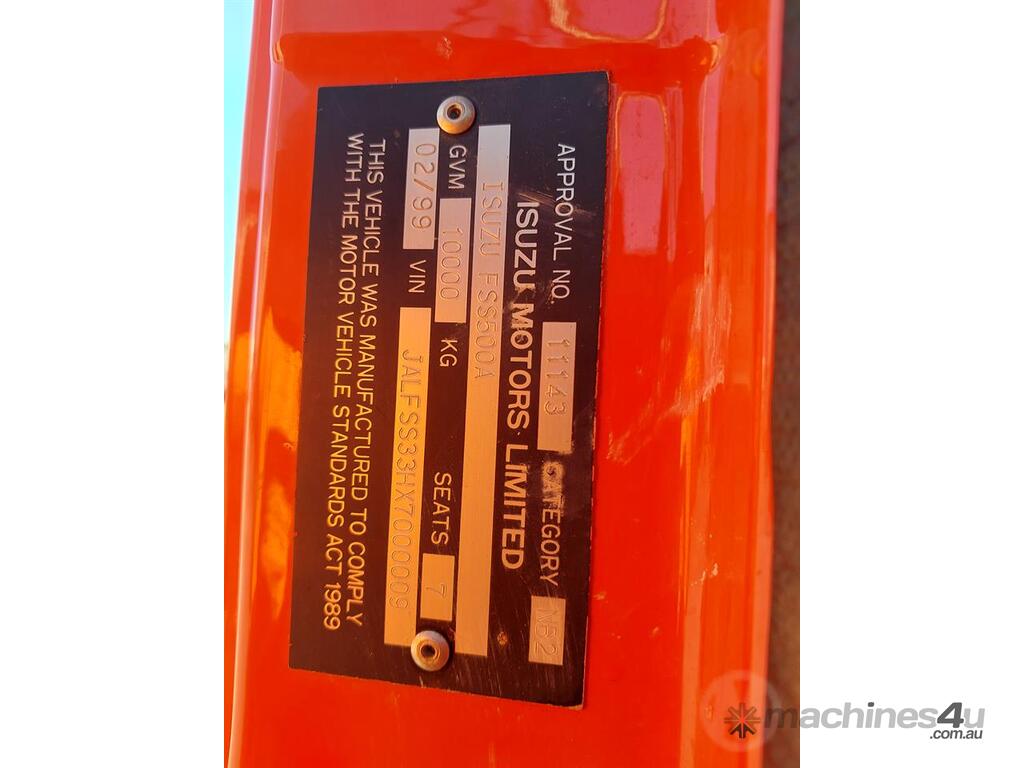 APPROVAL NO. 11143 CATEGORY NB2
ISUZU MOTORS LIMITED
ISUZU FSS500A
GVM 10000 KG SEATS 7
02/99 VIN JALFSS33HX7000009
THIS VEHICLE WAS MANUFACTURED TO COMPLY
WITH THE MOTOR VEHICLE STANDARDS ACT 1989
machines4u
.com.au